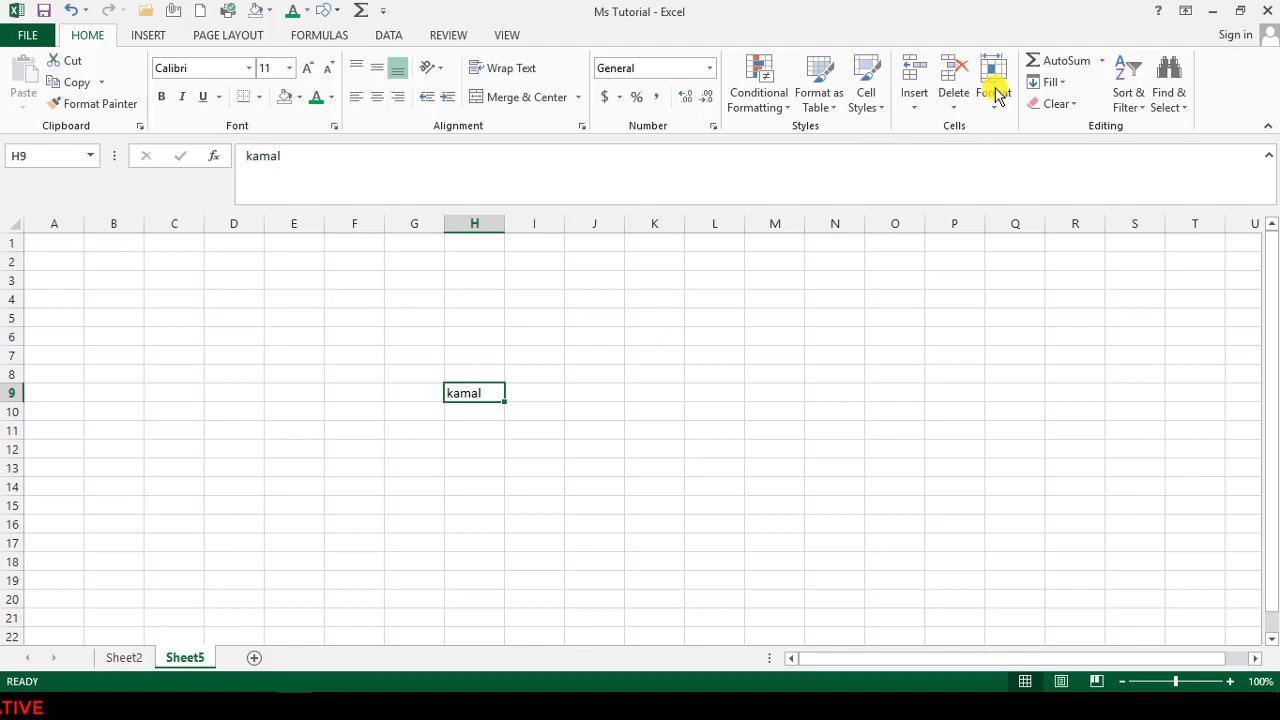 Ms Tutorial - Excel
?
FILE HOME INSERT PAGE LAYOUT FORMULAS DATA REVIEW VIEW Sign in
Paste
Cut
Copy
Format Painter
Clipboard
Calibri 11
B I U
Font
Wrap Text
Merge & Center
Alignment
General
$ % ,
Number
Conditional Formatting
Format as Table
Cell Styles
Styles
Insert
Delete
Format
Cells
AutoSum
Fill
Clear
Sort & Filter
Find & Select
Editing
H9 fx kamal
A B C D E F G H I J K L M N O P Q R S T U
1
2
3
4
5
6
7
8
9 kamal
10
11
12
13
14
15
16
17
18
19
20
21
22
Sheet2 Sheet5
READY 100%
ATIVE